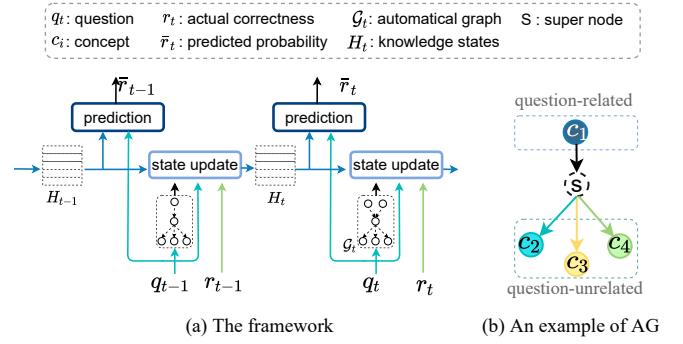 q_t : question r_t : actual correctness 𝒢_t : automatical graph S : super node
c_i : concept r̄_t : predicted probability H_t : knowledge states
r̄_{t−1} r̄_t
prediction prediction
state update state update
H_{t−1} H_t
𝒢_t
q_{t−1} r_{t−1} q_t r_t
(a) The framework
question-related
c_1
S
c_2 c_3 c_4
question-unrelated
(b) An example of AG